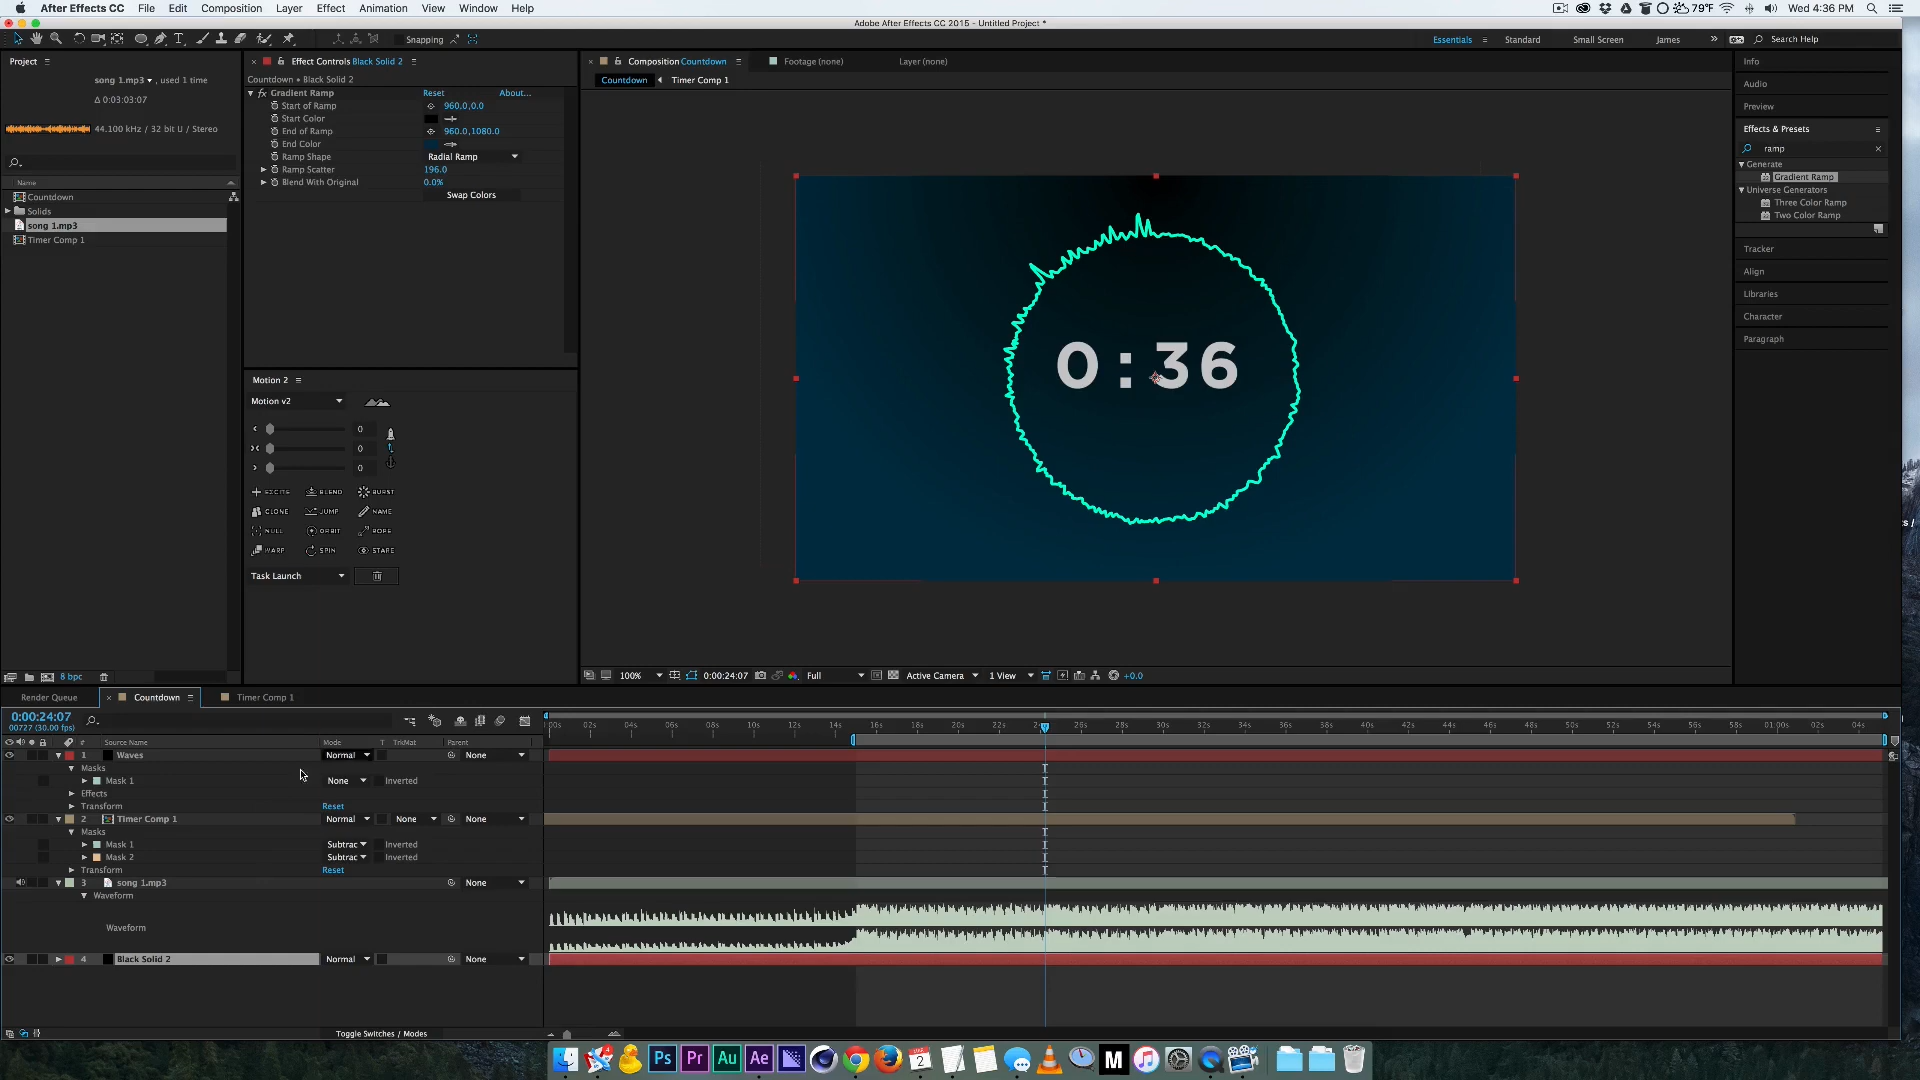 After Effects CC File Edit Composition Layer Effect Animation View Window Help 79°F Wed 4:36 PM
Adobe After Effects CC 2015 - Untitled Project *
Snapping Essentials Standard Small Screen James Search Help
Project
song 1.mp3 , used 1 time
Δ 0:03:03:07
44.100 kHz / 32 bit U / Stereo
Name
Countdown
Solids
song 1.mp3
Timer Comp 1
8 bpc
Effect Controls Black Solid 2
Countdown • Black Solid 2
fx Gradient Ramp Reset About...
Start of Ramp 960.0,0.0
Start Color
End of Ramp 960.0,1080.0
End Color
Ramp Shape Radial Ramp
Ramp Scatter 196.0
Blend With Original 0.0%
Swap Colors
Motion 2
Motion v2
0
0
0
EXCITE BLEND BURST
CLONE JUMP NAME
NULL ORBIT ROPE
WARP SPIN STARE
Task Launch
Composition Countdown Footage (none) Layer (none)
Countdown Timer Comp 1
0:36
100% 0:00:24:07 Full Active Camera 1 View +0.0
Info
Audio
Preview
Effects & Presets
ramp
Generate
Gradient Ramp
Universe Generators
Three Color Ramp
Two Color Ramp
Tracker
Align
Libraries
Character
Paragraph
Render Queue Countdown Timer Comp 1
0:00:24:07
00727 (30.00 fps)
:00s 02s 04s 06s 08s 10s 12s 14s 16s 18s 20s 22s 26s 28s 30s 32s 34s 36s 38s 40s 42s 44s 46s 48s 50s 52s 54s 56s 58s 01:00s 02s 04s
# Source Name Mode T TrkMat Parent
1 Waves Normal None
Masks
Mask 1 None Inverted
Effects
Transform Reset
2 Timer Comp 1 Normal None None
Masks
Mask 1 Subtrac Inverted
Mask 2 Subtrac Inverted
Transform Reset
3 song 1.mp3 None
Waveform
Waveform
4 Black Solid 2 Normal None
Toggle Switches / Modes
Ps Pr Au Ae 2 M